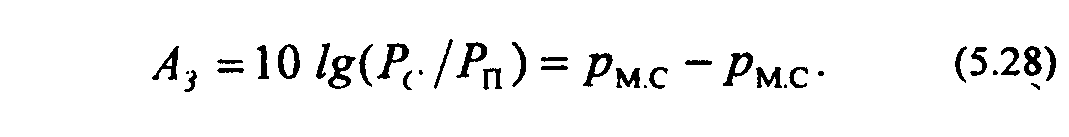 A_З = 10 lg(P_С/P_П) = p_М.С − p_М.С. (5.28)